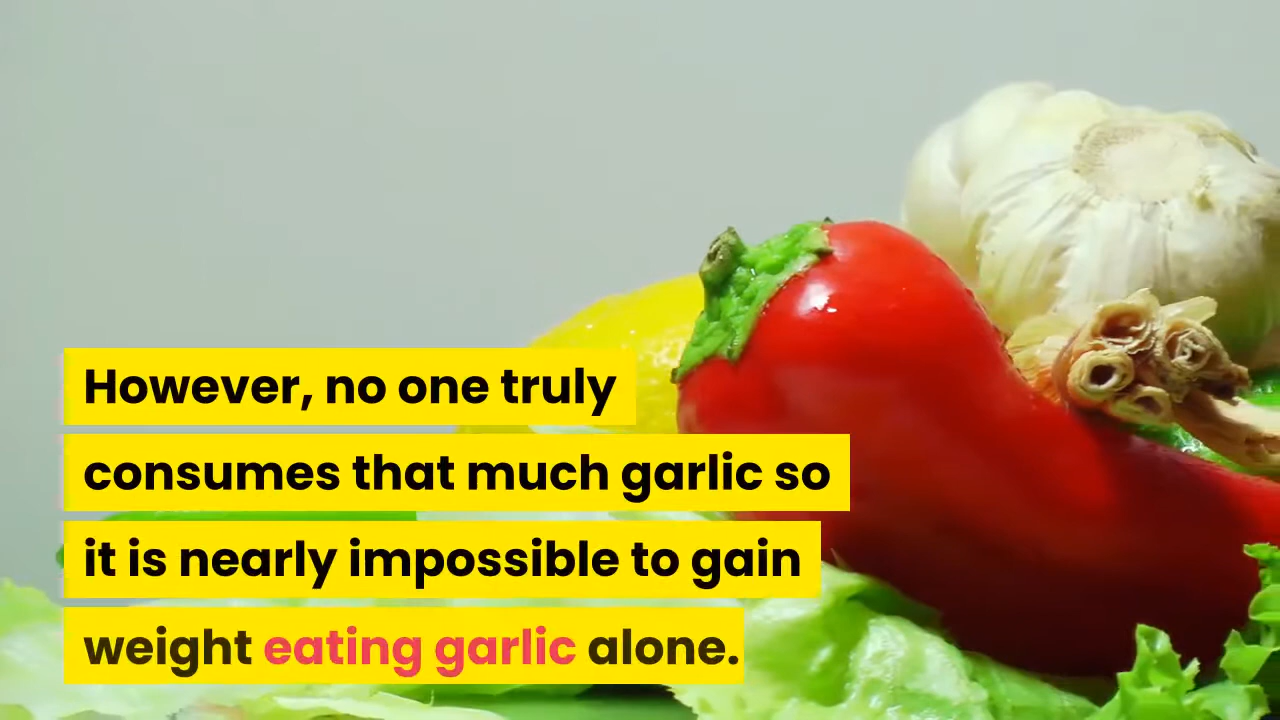 However, no one truly
consumes that much garlic so
it is nearly impossible to gain
weight eating garlic alone.